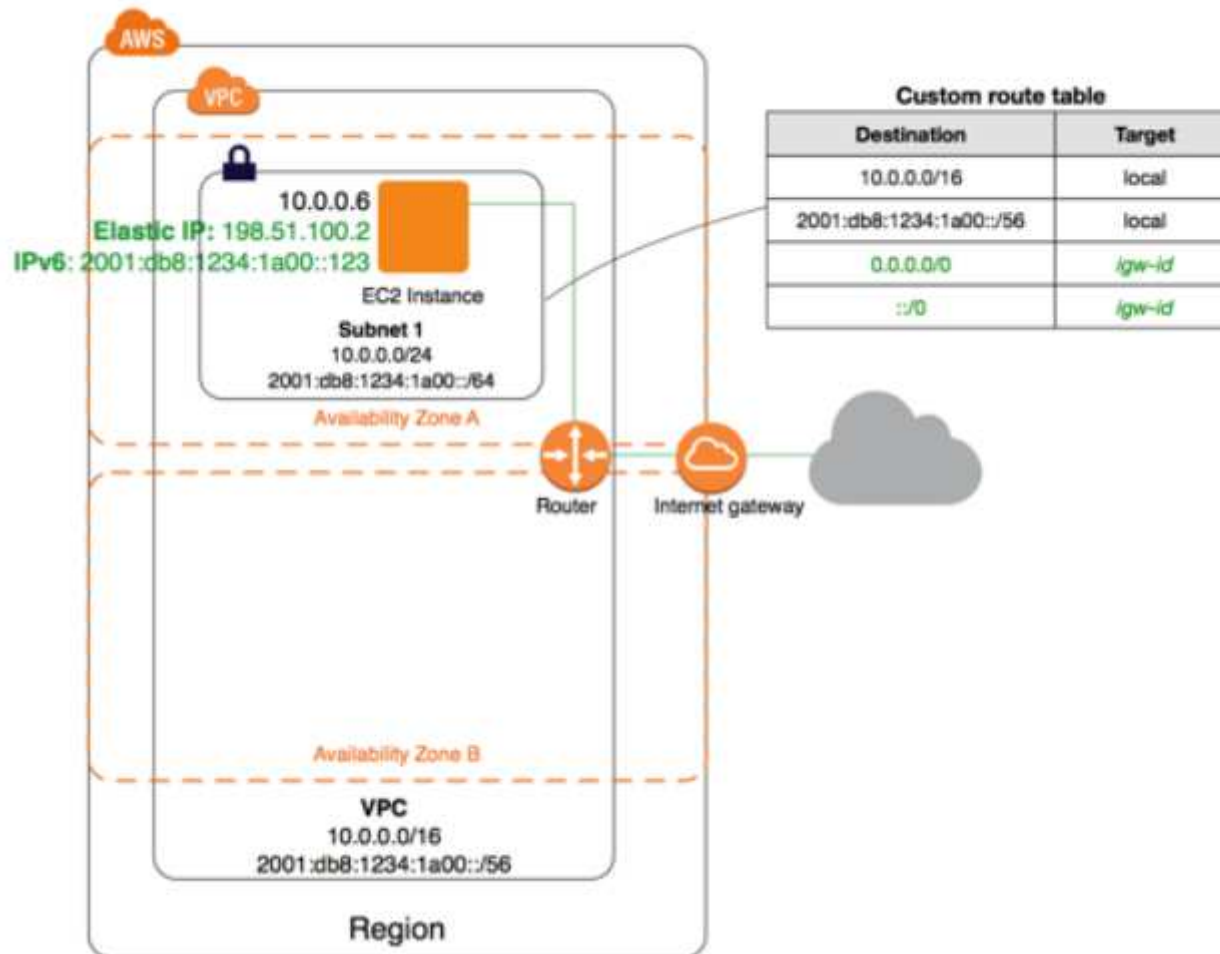 AWS
VPC
Custom route table
Destination Target
10.0.0.0/16 local
2001:db8:1234:1a00::/56 local
0.0.0.0/0 igw-id
::/0 igw-id
10.0.0.6
Elastic IP: 198.51.100.2
IPv6: 2001:db8:1234:1a00::123
EC2 Instance
Subnet 1
10.0.0.0/24
2001:db8:1234:1a00::/64
Availability Zone A
Router
Internet gateway
Availability Zone B
VPC
10.0.0.0/16
2001:db8:1234:1a00::/56
Region